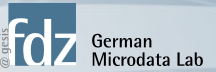 @ gesis
fdz
German
Microdata Lab